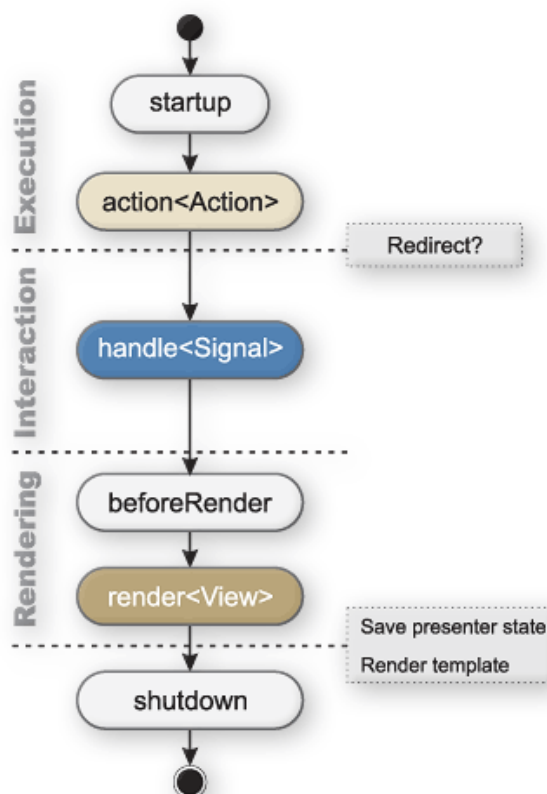 Execution
startup
action<Action>
Redirect?
Interaction
handle<Signal>
Rendering
beforeRender
render<View>
Save presenter state
Render template
shutdown